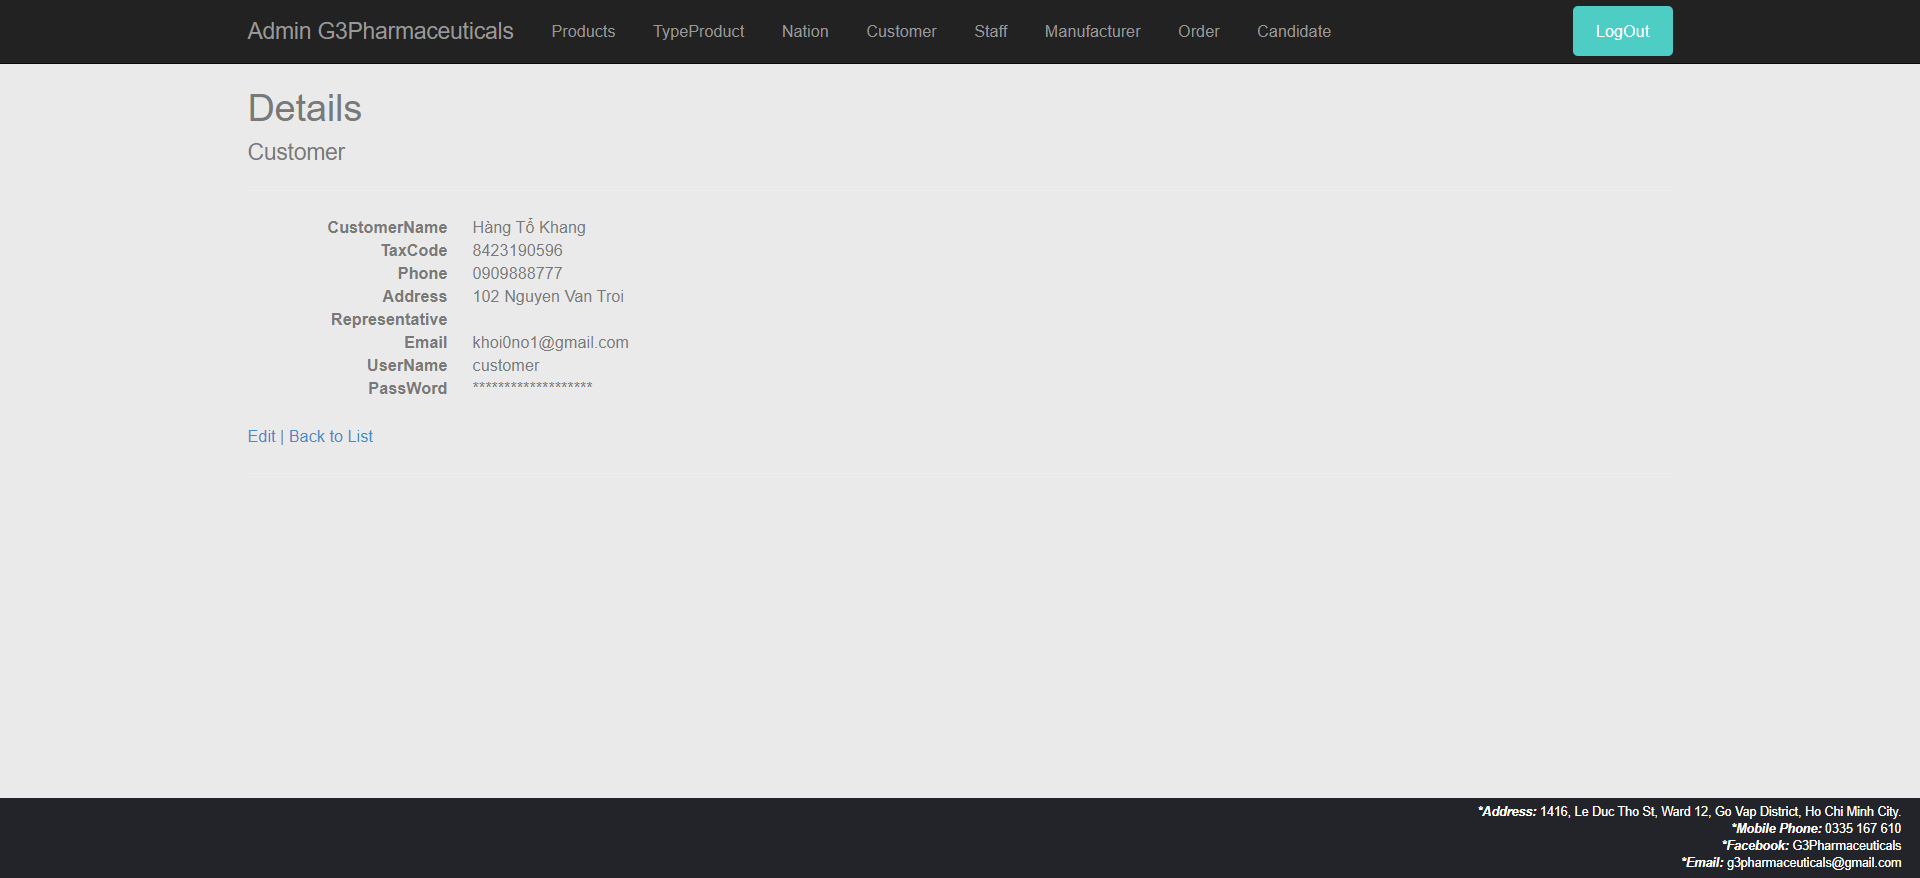 Admin G3Pharmaceuticals Products TypeProduct Nation Customer Staff Manufacturer Order Candidate LogOut
Details
Customer
CustomerName Hàng Tổ Khang
TaxCode 8423190596
Phone 0909888777
Address 102 Nguyen Van Troi
Representative
Email khoi0no1@gmail.com
UserName customer
PassWord *******************
Edit | Back to List
*Address: 1416, Le Duc Tho St, Ward 12, Go Vap District, Ho Chi Minh City.
*Mobile Phone: 0335 167 610
*Facebook: G3Pharmaceuticals
*Email: g3pharmaceuticals@gmail.com